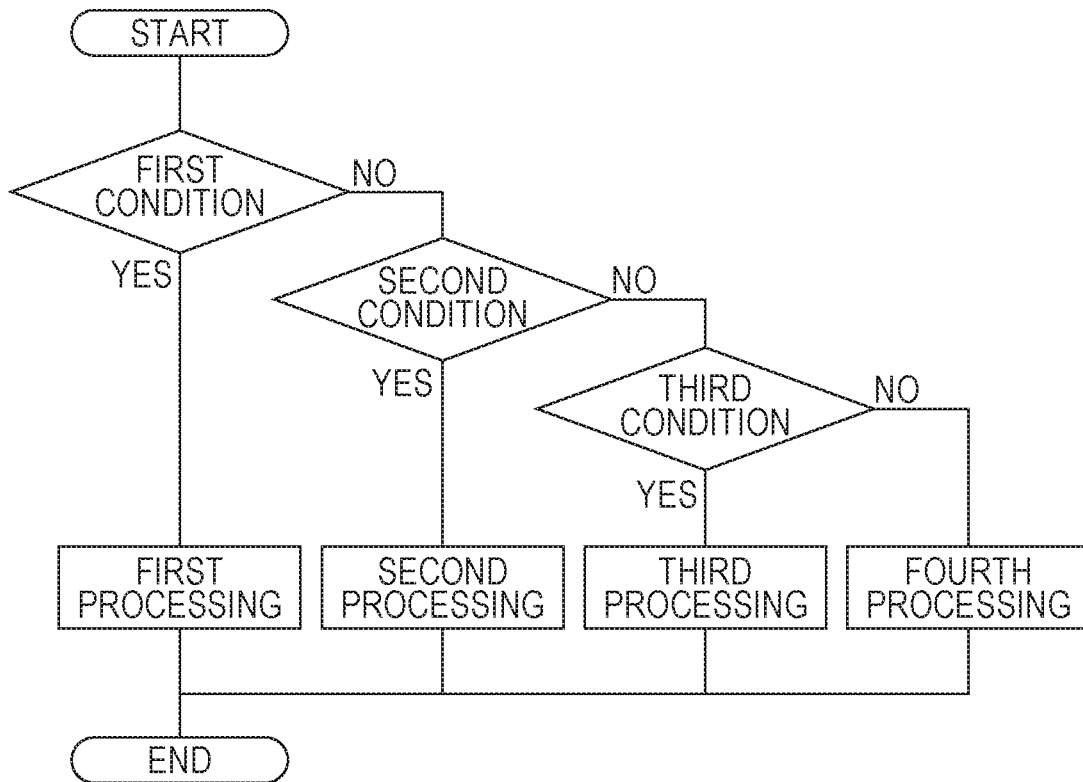 START
FIRST
CONDITION
NO
YES
SECOND
CONDITION
NO
YES
THIRD
CONDITION
NO
YES
FIRST
PROCESSING
SECOND
PROCESSING
THIRD
PROCESSING
FOURTH
PROCESSING
END